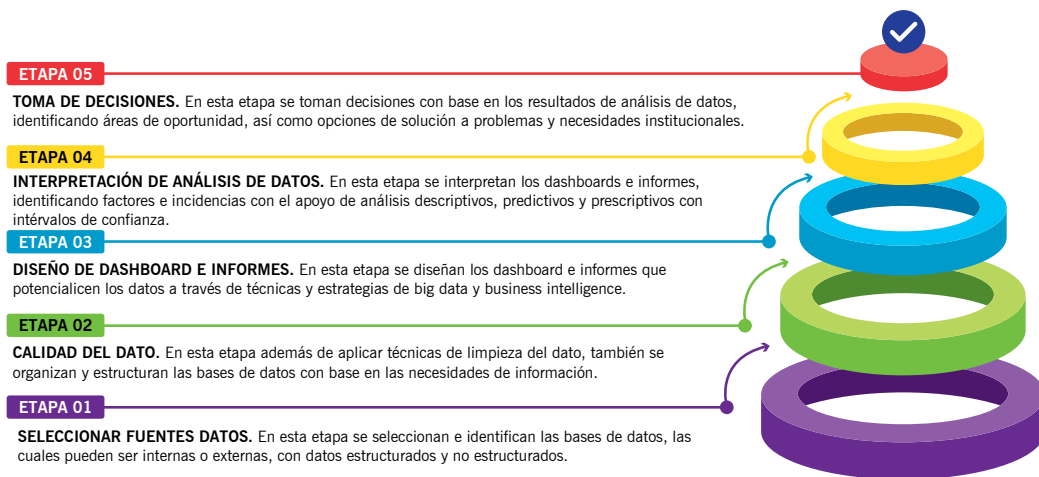 ETAPA 05
TOMA DE DECISIONES. En esta etapa se toman decisiones con base en los resultados de análisis de datos,
identificando áreas de oportunidad, así como opciones de solución a problemas y necesidades institucionales.
ETAPA 04
INTERPRETACIÓN DE ANÁLISIS DE DATOS. En esta etapa se interpretan los dashboards e informes,
identificando factores e incidencias con el apoyo de análisis descriptivos, predictivos y prescriptivos con
intérvalos de confianza.
ETAPA 03
DISEÑO DE DASHBOARD E INFORMES. En esta etapa se diseñan los dashboard e informes que
potencialicen los datos a través de técnicas y estrategias de big data y business intelligence.
ETAPA 02
CALIDAD DEL DATO. En esta etapa además de aplicar técnicas de limpieza del dato, también se
organizan y estructuran las bases de datos con base en las necesidades de información.
ETAPA 01
SELECCIONAR FUENTES DATOS. En esta etapa se seleccionan e identifican las bases de datos, las
cuales pueden ser internas o externas, con datos estructurados y no estructurados.